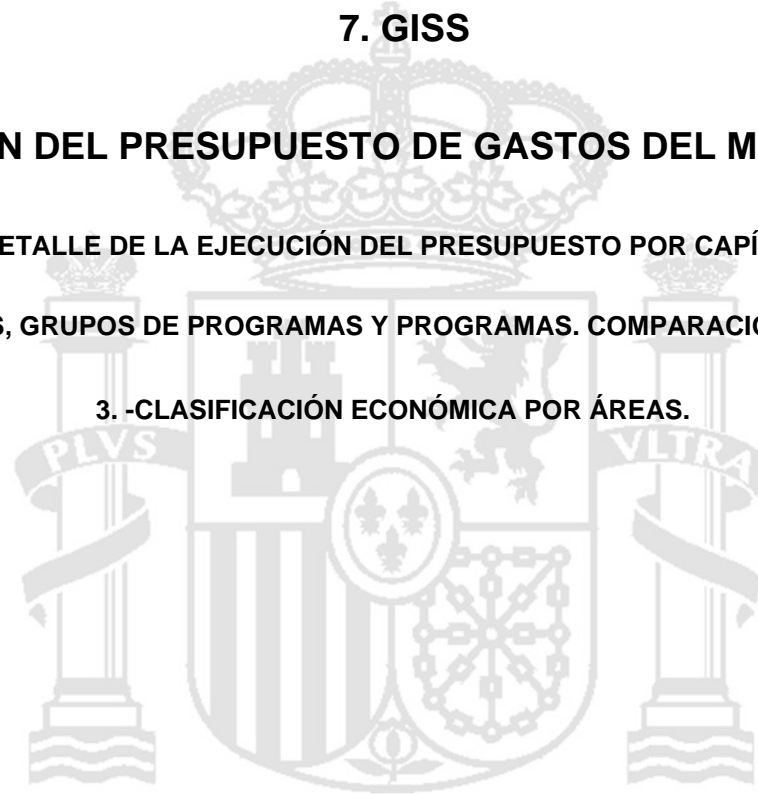 7. GISS
N DEL PRESUPUESTO DE GASTOS DEL M
ETALLE DE LA EJECUCIÓN DEL PRESUPUESTO POR CAPÍ
S, GRUPOS DE PROGRAMAS Y PROGRAMAS. COMPARACI
3. -CLASIFICACIÓN ECONÓMICA POR ÁREAS.
PLVS
VLTRA